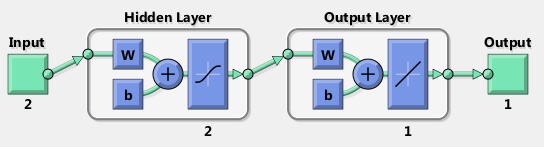 Hidden Layer Output Layer
Input Output
W W
+ +
b b
2 1
2 1